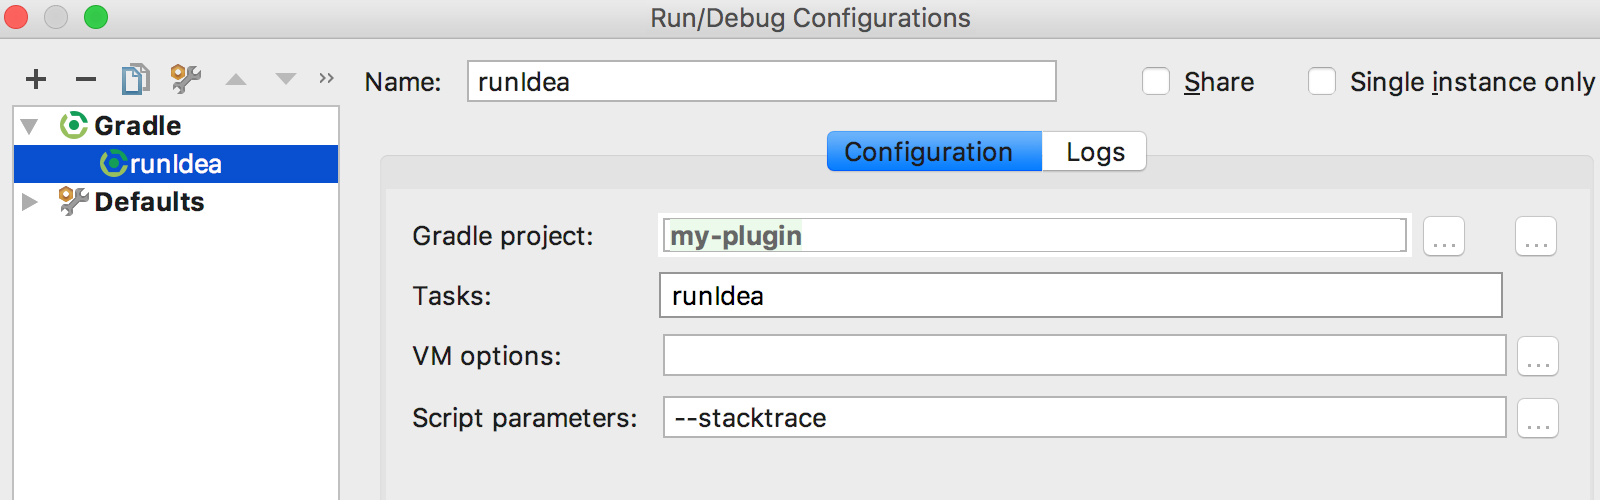 Run/Debug Configurations
Name: runIdea Share Single instance only
Gradle
runIdea
Defaults
Configuration Logs
Gradle project: my-plugin ... ...
Tasks: runIdea
VM options: ...
Script parameters: --stacktrace ...